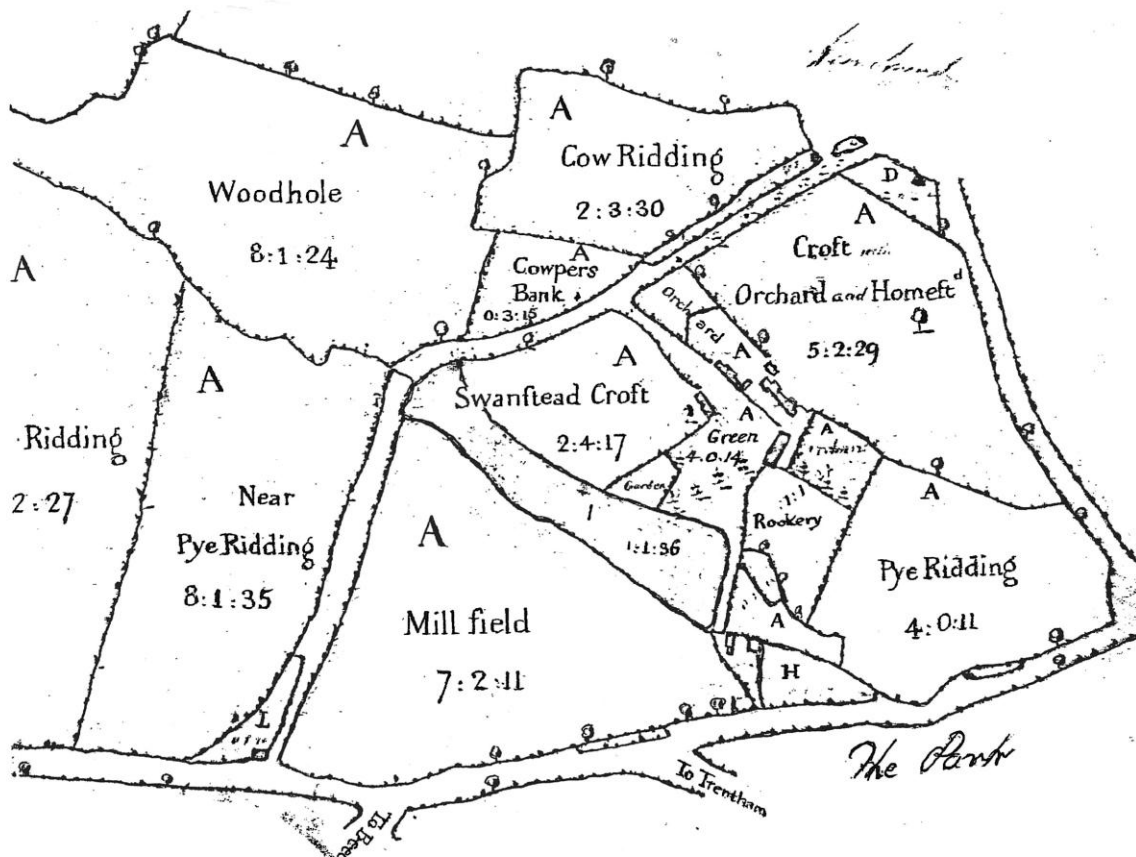 A
Woodhole
8:1:24
A
Cow Ridding
2:3:30
A
Cowpers
Bank
0:3:15
D
A
Croft
Orchard and Homeft^d
5:2:29
Orchard
A
A
Ridding
2:27
A
Near
Pye Ridding
8:1:35
A
Swanftead Croft
2:4:17
A
Green
4.0.14
A
Garden
1
1:1:36
1:1
Rookery
A
A
Pye Ridding
4:0:11
A
Mill field
7:2:11
L
H
The Park
To Trentham